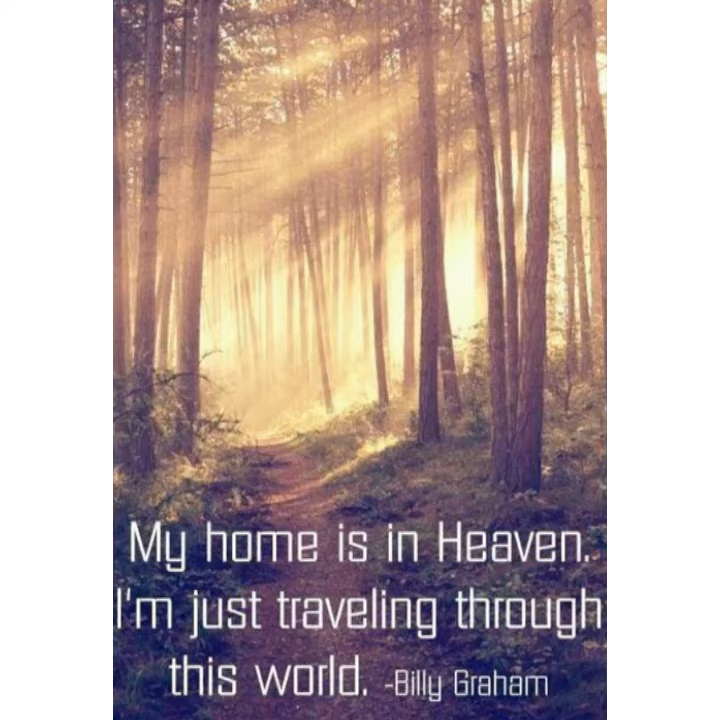 My home is in Heaven.
I'm just traveling through
this world. -Billy Graham